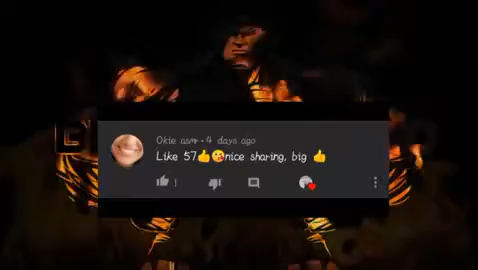 Okie asmr • 4 days ago
Like 57👍😘nice sharing, big 👍
1